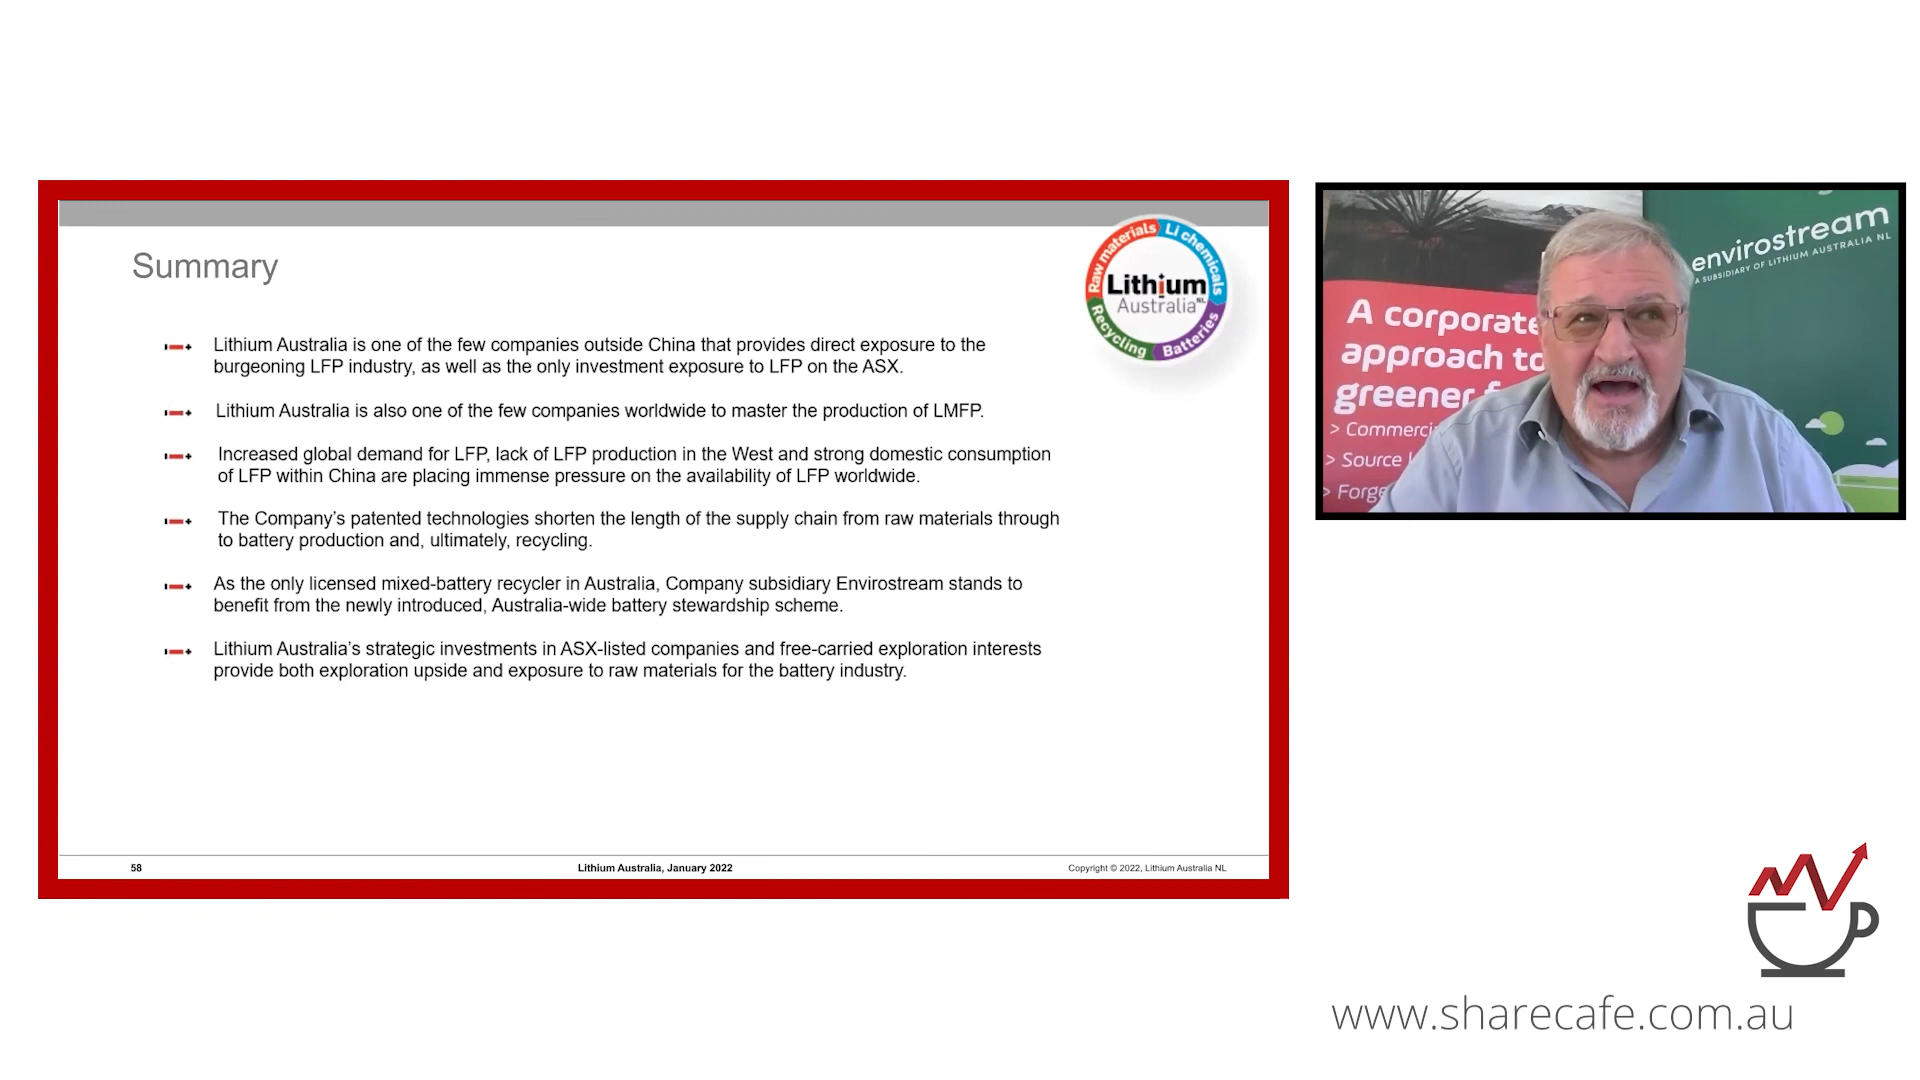 Summary
Lithium Australia is one of the few companies outside China that provides direct exposure to the
burgeoning LFP industry, as well as the only investment exposure to LFP on the ASX.
Lithium Australia is also one of the few companies worldwide to master the production of LMFP.
Increased global demand for LFP, lack of LFP production in the West and strong domestic consumption
of LFP within China are placing immense pressure on the availability of LFP worldwide.
The Company’s patented technologies shorten the length of the supply chain from raw materials through
to battery production and, ultimately, recycling.
As the only licensed mixed-battery recycler in Australia, Company subsidiary Envirostream stands to
benefit from the newly introduced, Australia-wide battery stewardship scheme.
Lithium Australia’s strategic investments in ASX-listed companies and free-carried exploration interests
provide both exploration upside and exposure to raw materials for the battery industry.
58
Lithium Australia, January 2022
Copyright © 2022, Lithium Australia NL
Raw materials
Li chemicals
Lithium
Australia NL
Recycling
Batteries
A corporate
approach to
greener
> Commerci
> Source
> Forge
envirostream
A SUBSIDIARY OF LITHIUM AUSTRALIA NL
www.sharecafe.com.au